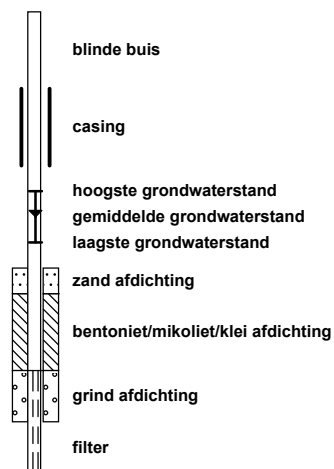 blinde buis
casing
hoogste grondwaterstand
gemiddelde grondwaterstand
laagste grondwaterstand
zand afdichting
bentoniet/mikoliet/klei afdichting
grind afdichting
filter